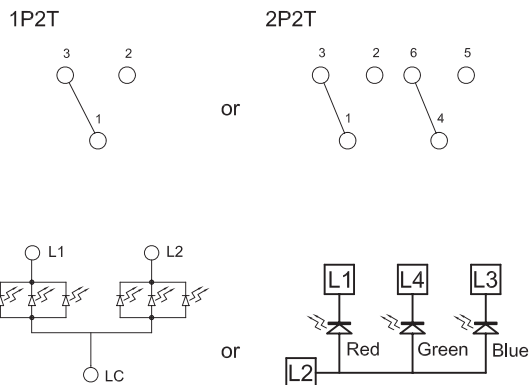 1P2T
2P2T
3 2
1
or
3 2 6 5
1 4
L1 L2
LC
or
L1 L4 L3
Red Green Blue
L2